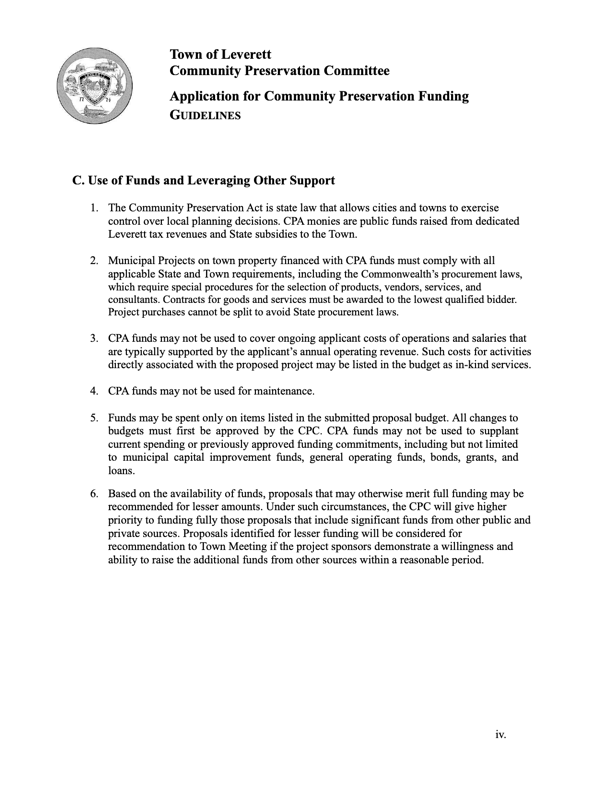 Town of Leverett
Community Preservation Committee
Application for Community Preservation Funding
GUIDELINES
C. Use of Funds and Leveraging Other Support
1. The Community Preservation Act is state law that allows cities and towns to exercise
control over local planning decisions. CPA monies are public funds raised from dedicated
Leverett tax revenues and State subsidies to the Town.
2. Municipal Projects on town property financed with CPA funds must comply with all
applicable State and Town requirements, including the Commonwealth's procurement laws,
which require special procedures for the selection of products, vendors, services, and
consultants. Contracts for goods and services must be awarded to the lowest qualified bidder.
Project purchases cannot be split to avoid State procurement laws.
3. CPA funds may not be used to cover ongoing applicant costs of operations and salaries that
are typically supported by the applicant's annual operating revenue. Such costs for activities
directly associated with the proposed project may be listed in the budget as in-kind services.
4. CPA funds may not be used for maintenance.
5. Funds may be spent only on items listed in the submitted proposal budget. All changes to
budgets must first be approved by the CPC. CPA funds may not be used to supplant
current spending or previously approved funding commitments, including but not limited
to municipal capital improvement funds, general operating funds, bonds, grants, and
loans.
6. Based on the availability of funds, proposals that may otherwise merit full funding may be
recommended for lesser amounts. Under such circumstances, the CPC will give higher
priority to funding fully those proposals that include significant funds from other public and
private sources. Proposals identified for lesser funding will be considered for
recommendation to Town Meeting if the project sponsors demonstrate a willingness and
ability to raise the additional funds from other sources within a reasonable period.
iv.